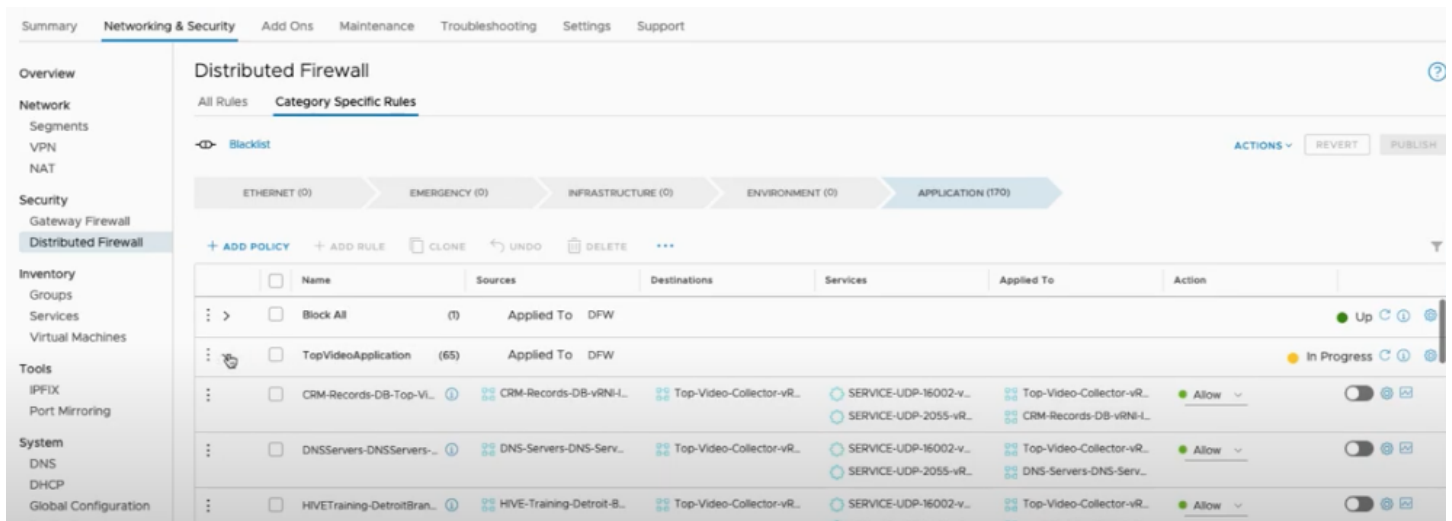 Summary Networking & Security Add Ons Maintenance Troubleshooting Settings Support
Overview
Network
Segments
VPN
NAT
Security
Gateway Firewall
Distributed Firewall
Inventory
Groups
Services
Virtual Machines
Tools
IPFIX
Port Mirroring
System
DNS
DHCP
Global Configuration
Distributed Firewall
All Rules Category Specific Rules
Blacklist
ACTIONS REVERT PUBLISH
ETHERNET (0) EMERGENCY (0) INFRASTRUCTURE (0) ENVIRONMENT (0) APPLICATION (170)
+ ADD POLICY + ADD RULE CLONE UNDO DELETE ...
Name Sources Destinations Services Applied To Action
Block All (1) Applied To DFW Up
TopVideoApplication (65) Applied To DFW In Progress
CRM-Records-DB-Top-Vi... CRM-Records-DB-vRNI-I... Top-Video-Collector-vR... SERVICE-UDP-16002-v... Top-Video-Collector-vR... Allow
SERVICE-UDP-2055-vR... CRM-Records-DB-vRNI-I...
DNSServers-DNSServers-... DNS-Servers-DNS-Serv... Top-Video-Collector-vR... SERVICE-UDP-16002-v... Top-Video-Collector-vR... Allow
SERVICE-UDP-2055-vR... DNS-Servers-DNS-Serv...
HIVETraining-DetroitBran... HIVE-Training-Detroit-B... Top-Video-Collector-vR... SERVICE-UDP-16002-v... Top-Video-Collector-vR... Allow